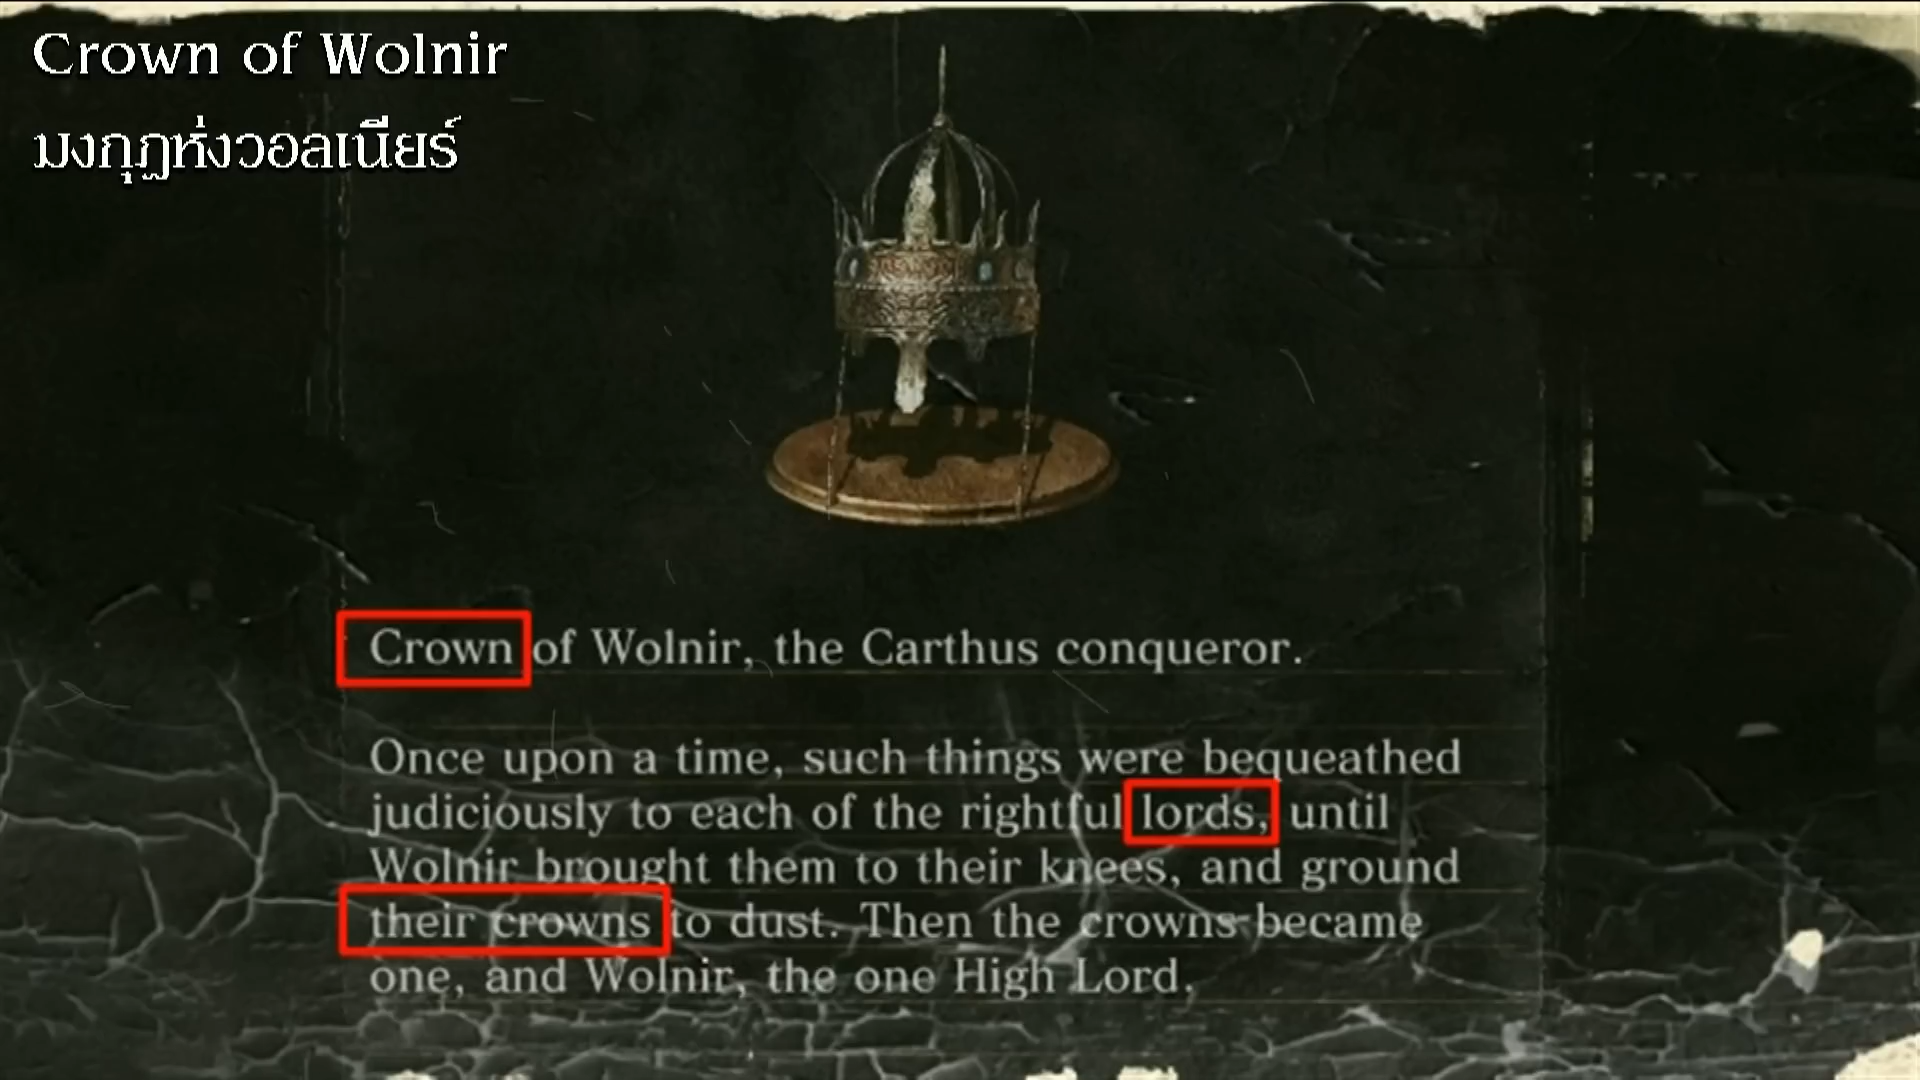 Crown of Wolnir
มงกุฏห่งวอลเนียร์
Crown of Wolnir, the Carthus conqueror.
Once upon a time, such things were bequeathed
judiciously to each of the rightful lords, until
Wolnir brought them to their knees, and ground
their crowns to dust. Then the crowns became
one, and Wolnir, the one High Lord.